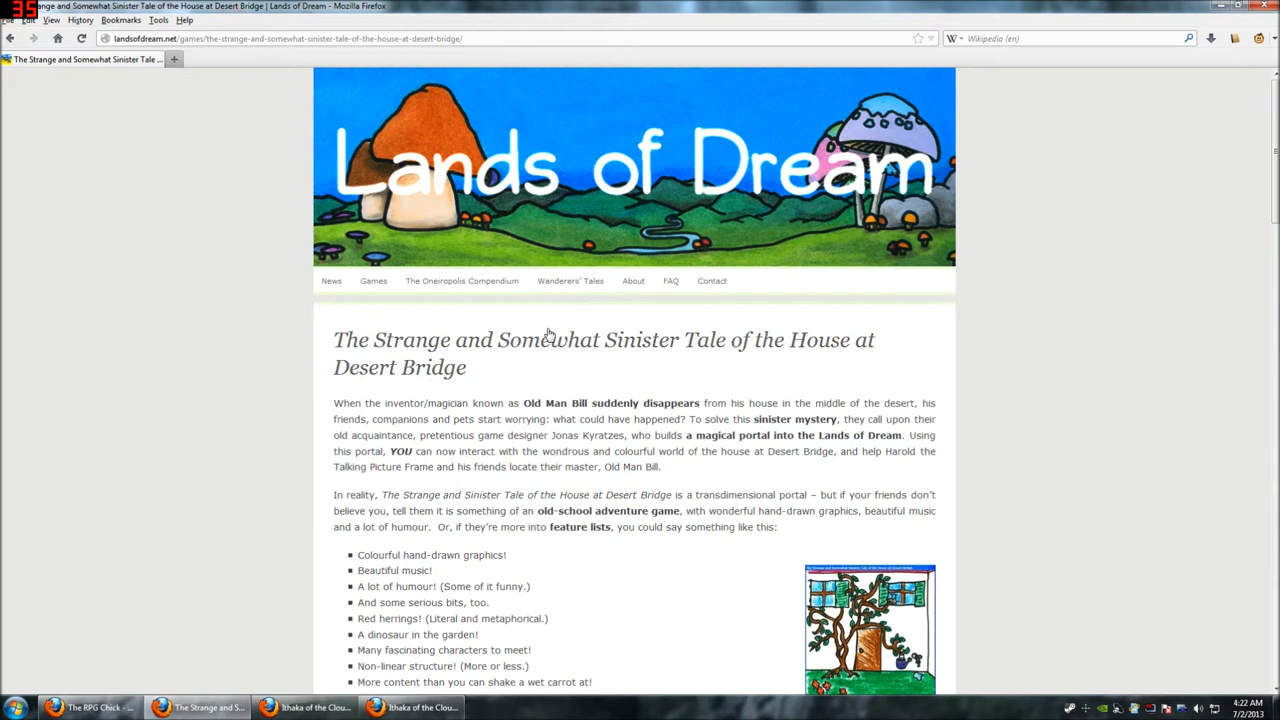 35
ange and Somewhat Sinister Tale of the House at Desert Bridge | Lands of Dream - Mozilla Firefox
File Edit View History Bookmarks Tools Help
landsofdream.net/games/the-strange-and-somewhat-sinister-tale-of-the-house-at-desert-bridge/
Wikipedia (en)
The Strange and Somewhat Sinister Tale ...
Lands of Dream
News Games The Oneiropolis Compendium Wanderers' Tales About FAQ Contact
The Strange and Somewhat Sinister Tale of the House at
Desert Bridge
When the inventor/magician known as Old Man Bill suddenly disappears from his house in the middle of the desert, his
friends, companions and pets start worrying: what could have happened? To solve this sinister mystery, they call upon their
old acquaintance, pretentious game designer Jonas Kyratzes, who builds a magical portal into the Lands of Dream. Using
this portal, YOU can now interact with the wondrous and colourful world of the house at Desert Bridge, and help Harold the
Talking Picture Frame and his friends locate their master, Old Man Bill.
In reality, The Strange and Sinister Tale of the House at Desert Bridge is a transdimensional portal – but if your friends don't
believe you, tell them it is something of an old-school adventure game, with wonderful hand-drawn graphics, beautiful music
and a lot of humour. Or, if they're more into feature lists, you could say something like this:
Colourful hand-drawn graphics!
Beautiful music!
A lot of humour! (Some of it funny.)
And some serious bits, too.
Red herrings! (Literal and metaphorical.)
A dinosaur in the garden!
Many fascinating characters to meet!
Non-linear structure! (More or less.)
More content than you can shake a wet carrot at!
The Strange and Somewhat Sinister Tale of the House at Desert Bridge
The RPG Chick - ... The Strange and S... Ithaka of the Clou... Ithaka of the Clou...
4:22 AM
7/2/2013